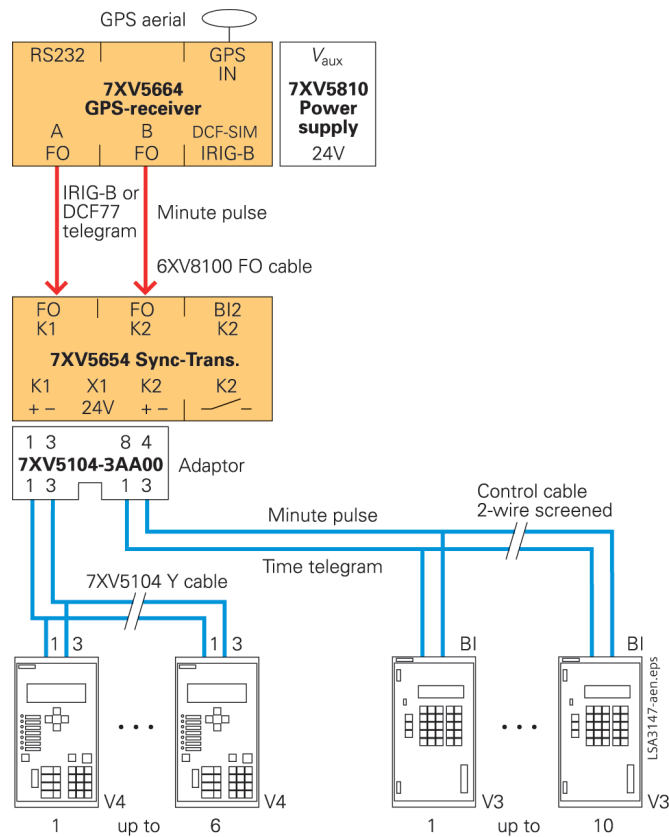 GPS aerial
RS232 GPS IN
7XV5664
GPS-receiver
A B DCF-SIM
FO FO IRIG-B
Vaux
7XV5810
Power
supply
24V
IRIG-B or
DCF77
telegram
Minute pulse
6XV8100 FO cable
FO FO BI2
K1 K2 K2
7XV5654 Sync-Trans.
K1 X1 K2 K2
+ – 24V + –
1 3 8 4
7XV5104-3AA00
1 3 1 3
Adaptor
Control cable
2-wire screened
Minute pulse
Time telegram
7XV5104 Y cable
1 3 1 3 BI BI
V4 V4 V3 V3
1 up to 6 1 up to 10
LSA3147-aen.eps